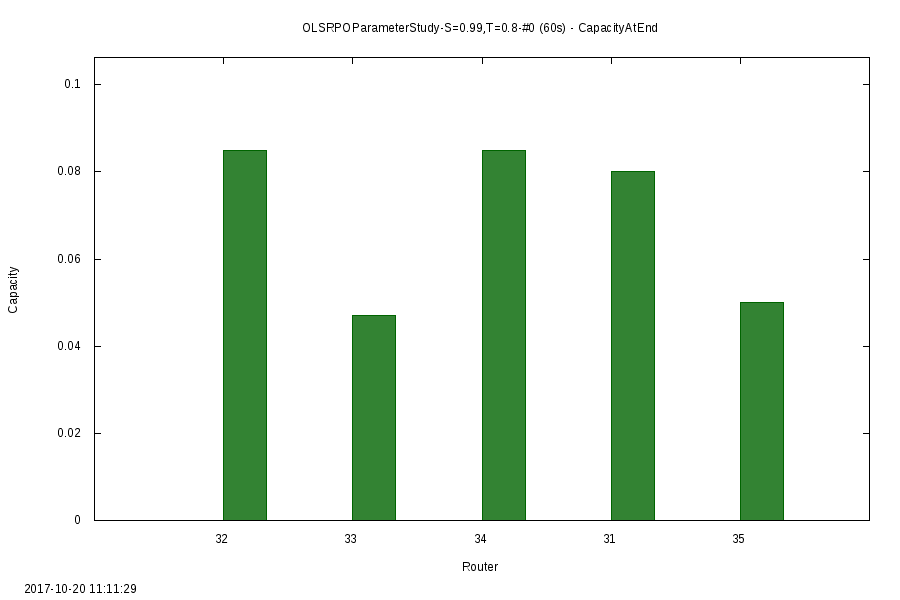 OLSRPOParameterStudy-S=0.99,T=0.8-#0 (60s) - CapacityAtEnd
0.1
0.08
0.06
0.04
0.02
0
Capacity
32 33 34 31 35
Router
2017-10-20 11:11:29